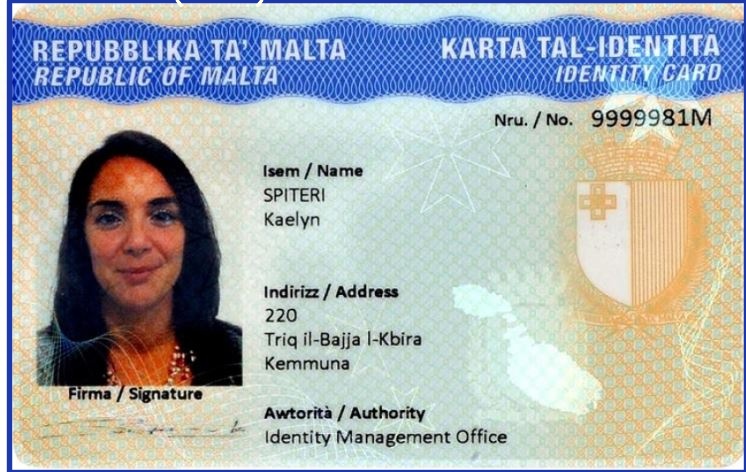 REPUBBLIKA TA' MALTA
REPUBLIC OF MALTA
KARTA TAL-IDENTITÀ
IDENTITY CARD
Nru. / No. 9999981M
Isem / Name
SPITERI
Kaelyn
Indirizz / Address
220
Triq il-Bajja l-Kbira
Kemmuna
Firma / Signature
Awtorità / Authority
Identity Management Office